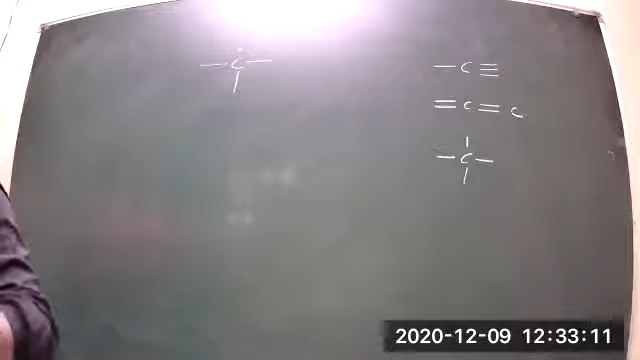 — C̈ —
|
— C ≡
= C = C
|
— C —
|
2020-12-09 12:33:11